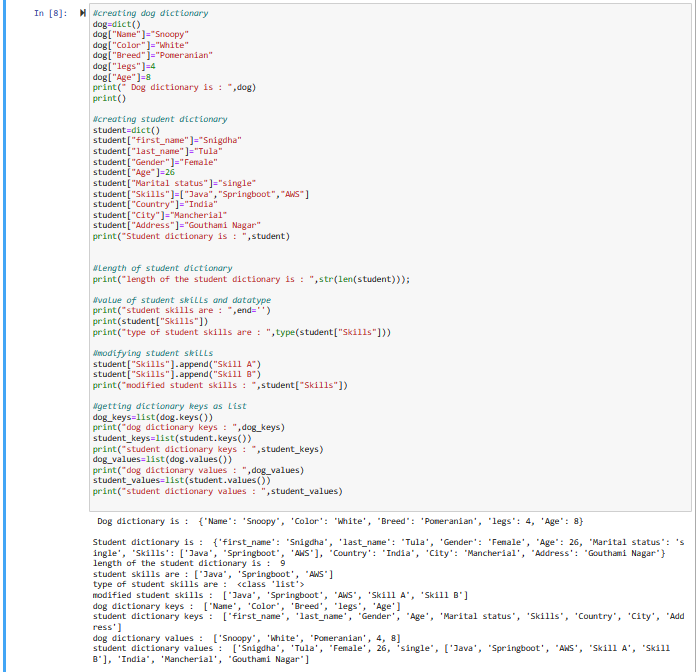 In [8]:
#creating dog dictionary
dog=dict()
dog["Name"]="Snoopy"
dog["Color"]="White"
dog["Breed"]="Pomeranian"
dog["legs"]=4
dog["Age"]=8
print(" Dog dictionary is : ",dog)
print()
#creating student dictionary
student=dict()
student["first_name"]="Snigdha"
student["last_name"]="Tula"
student["Gender"]="Female"
student["Age"]=26
student["Marital status"]="single"
student["Skills"]=["Java","Springboot","AWS"]
student["Country"]="India"
student["City"]="Mancherial"
student["Address"]="Gouthami Nagar"
print("Student dictionary is : ",student)
#Length of student dictionary
print("length of the student dictionary is : ",str(len(student)));
#value of student skills and datatype
print("student skills are : ",end='')
print(student["Skills"])
print("type of student skills are : ",type(student["Skills"]))
#modifying student skills
student["Skills"].append("Skill A")
student["Skills"].append("Skill B")
print("modified student skills : ",student["Skills"])
#getting dictionary keys as List
dog_keys=list(dog.keys())
print("dog dictionary keys : ",dog_keys)
student_keys=list(student.keys())
print("student dictionary keys : ",student_keys)
dog_values=list(dog.values())
print("dog dictionary values : ",dog_values)
student_values=list(student.values())
print("student dictionary values : ",student_values)
Dog dictionary is :  {'Name': 'Snoopy', 'Color': 'White', 'Breed': 'Pomeranian', 'legs': 4, 'Age': 8}
Student dictionary is :  {'first_name': 'Snigdha', 'last_name': 'Tula', 'Gender': 'Female', 'Age': 26, 'Marital status': 's
ingle', 'Skills': ['Java', 'Springboot', 'AWS'], 'Country': 'India', 'City': 'Mancherial', 'Address': 'Gouthami Nagar'}
length of the student dictionary is :  9
student skills are : ['Java', 'Springboot', 'AWS']
type of student skills are :  <class 'list'>
modified student skills :  ['Java', 'Springboot', 'AWS', 'Skill A', 'Skill B']
dog dictionary keys :  ['Name', 'Color', 'Breed', 'legs', 'Age']
student dictionary keys :  ['first_name', 'last_name', 'Gender', 'Age', 'Marital status', 'Skills', 'Country', 'City', 'Add
ress']
dog dictionary values :  ['Snoopy', 'White', 'Pomeranian', 4, 8]
student dictionary values :  ['Snigdha', 'Tula', 'Female', 26, 'single', ['Java', 'Springboot', 'AWS', 'Skill A', 'Skill
B'], 'India', 'Mancherial', 'Gouthami Nagar']